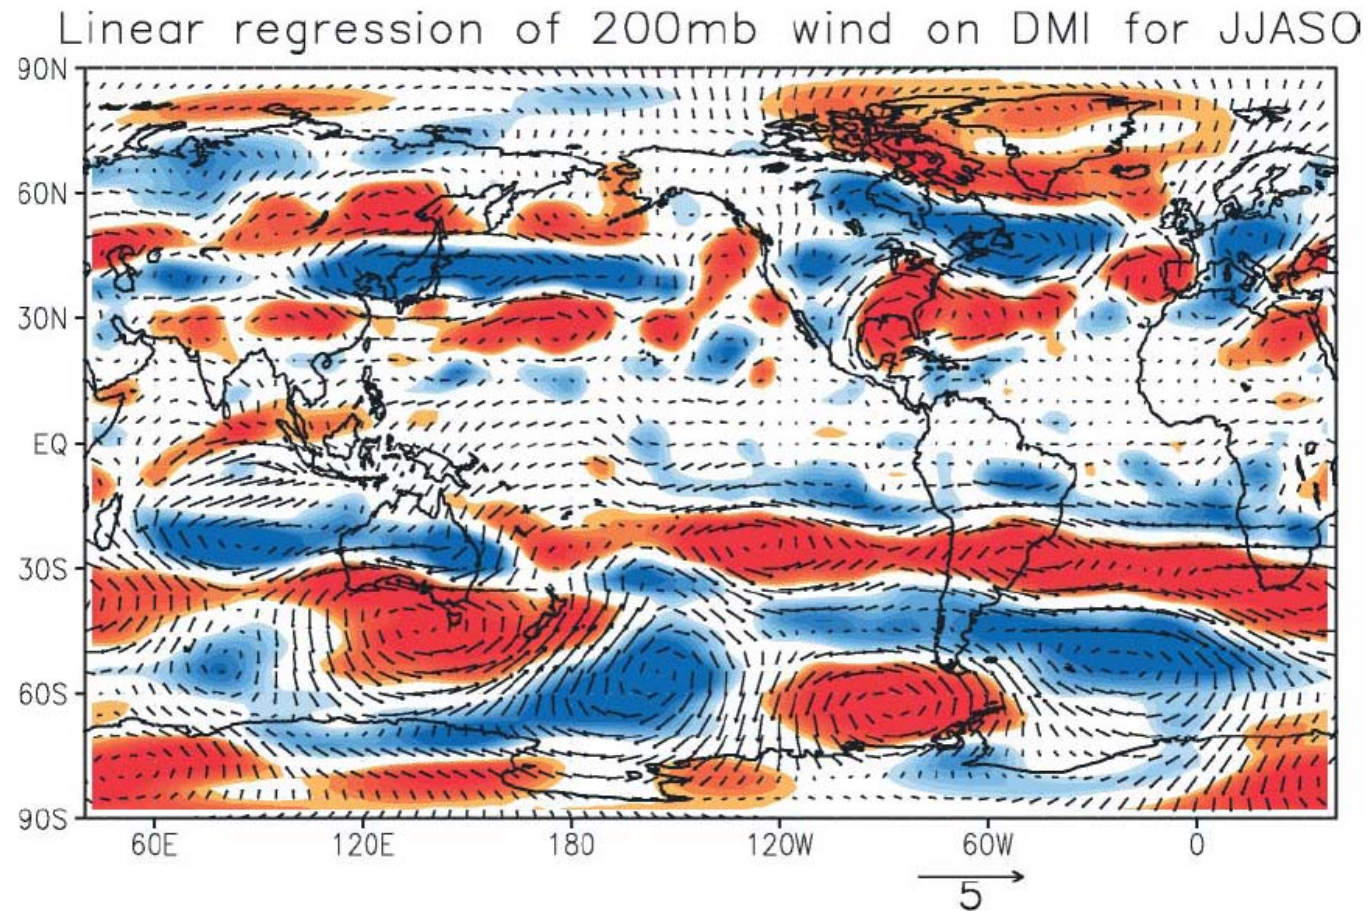 Linear regression of 200mb wind on DMI for JJASO
90N
60N
30N
EQ
30S
60S
90S
60E 120E 180 120W 60W 0
5